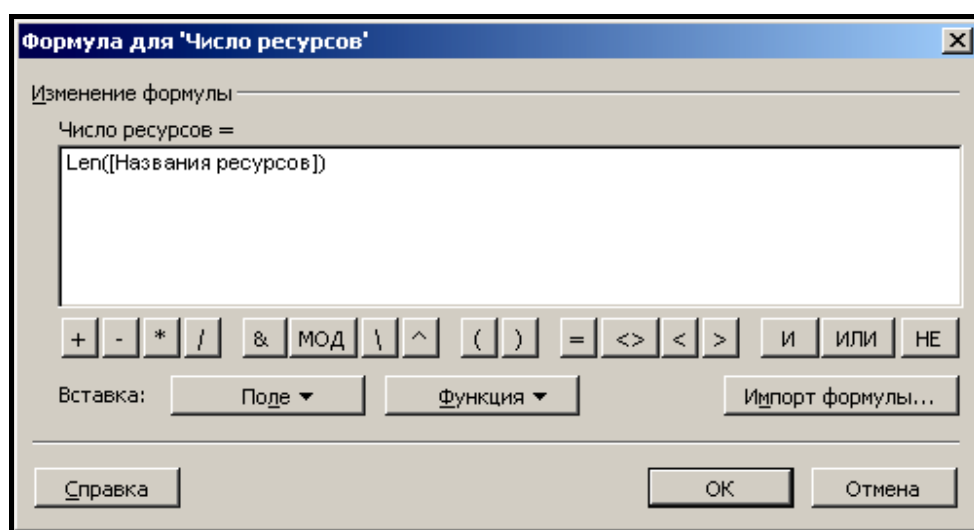 Формула для 'Число ресурсов'
Изменение формулы
Число ресурсов =
Len([Названия ресурсов])
+ - * / & МОД \ ^ ( ) = <> < > И ИЛИ НЕ
Вставка: Поле Функция Импорт формулы...
Справка ОК Отмена